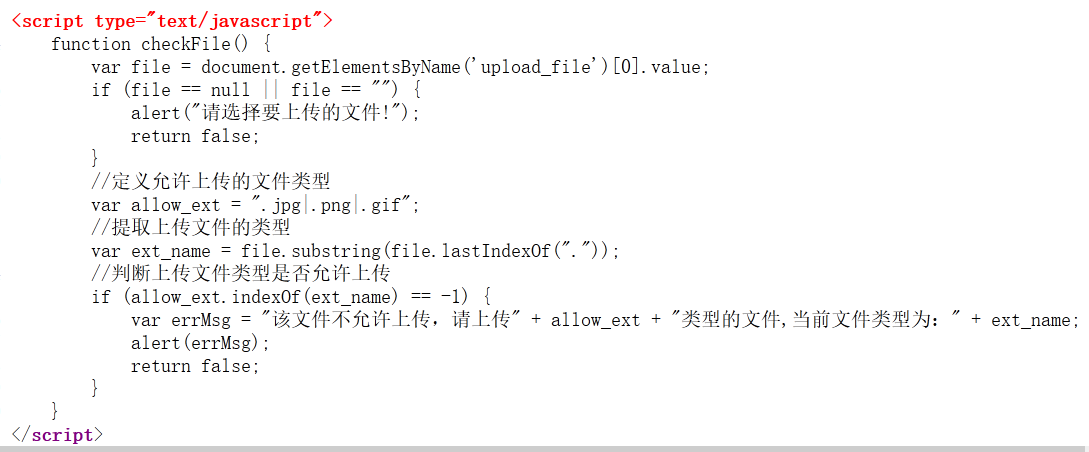 <script type="text/javascript">
function checkFile() {
var file = document.getElementsByName('upload_file')[0].value;
if (file == null || file == "") {
alert("请选择要上传的文件!");
return false;
}
//定义允许上传的文件类型
var allow_ext = ".jpg|.png|.gif";
//提取上传文件的类型
var ext_name = file.substring(file.lastIndexOf("."));
//判断上传文件类型是否允许上传
if (allow_ext.indexOf(ext_name) == -1) {
var errMsg = "该文件不允许上传，请上传" + allow_ext + "类型的文件,当前文件类型为：" + ext_name;
alert(errMsg);
return false;
}
}
</script>